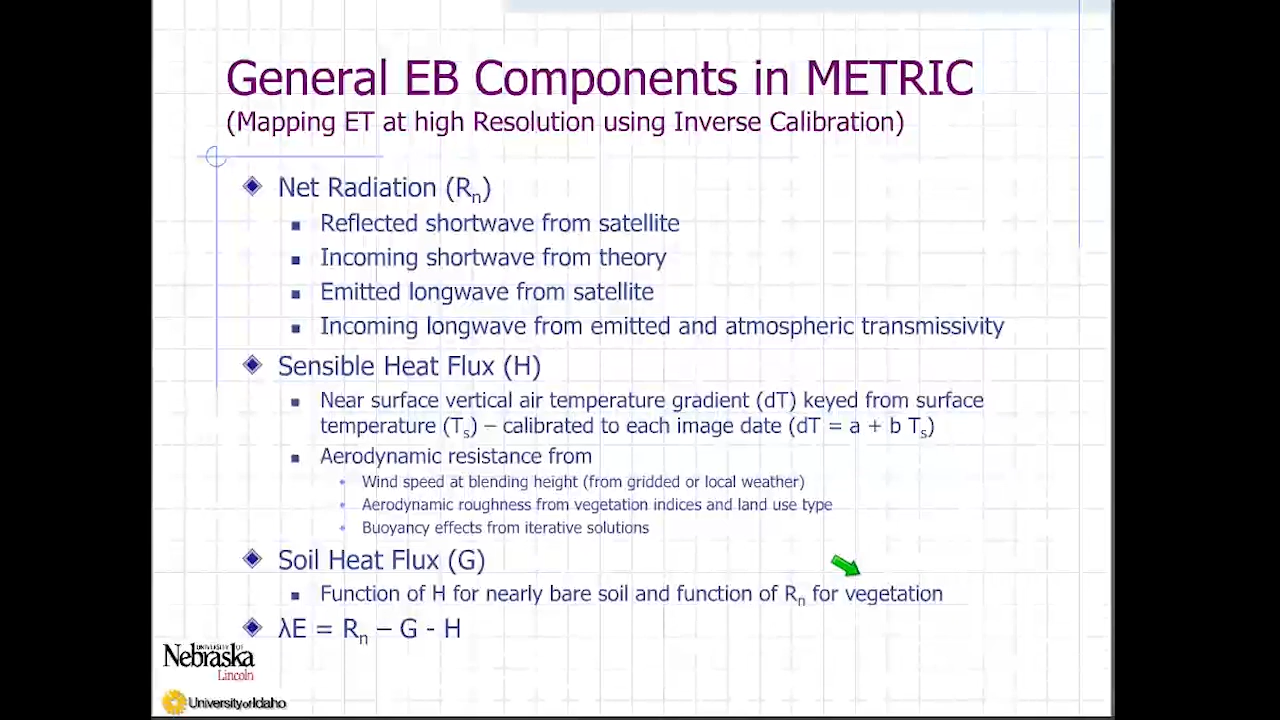 General EB Components in METRIC
(Mapping ET at high Resolution using Inverse Calibration)
Net Radiation (Rn)
Reflected shortwave from satellite
Incoming shortwave from theory
Emitted longwave from satellite
Incoming longwave from emitted and atmospheric transmissivity
Sensible Heat Flux (H)
Near surface vertical air temperature gradient (dT) keyed from surface
temperature (Ts) – calibrated to each image date (dT = a + b Ts)
Aerodynamic resistance from
Wind speed at blending height (from gridded or local weather)
Aerodynamic roughness from vegetation indices and land use type
Buoyancy effects from iterative solutions
Soil Heat Flux (G)
Function of H for nearly bare soil and function of Rn for vegetation
λE = Rn – G - H
UNIVERSITY OF
Nebraska
Lincoln
University of Idaho